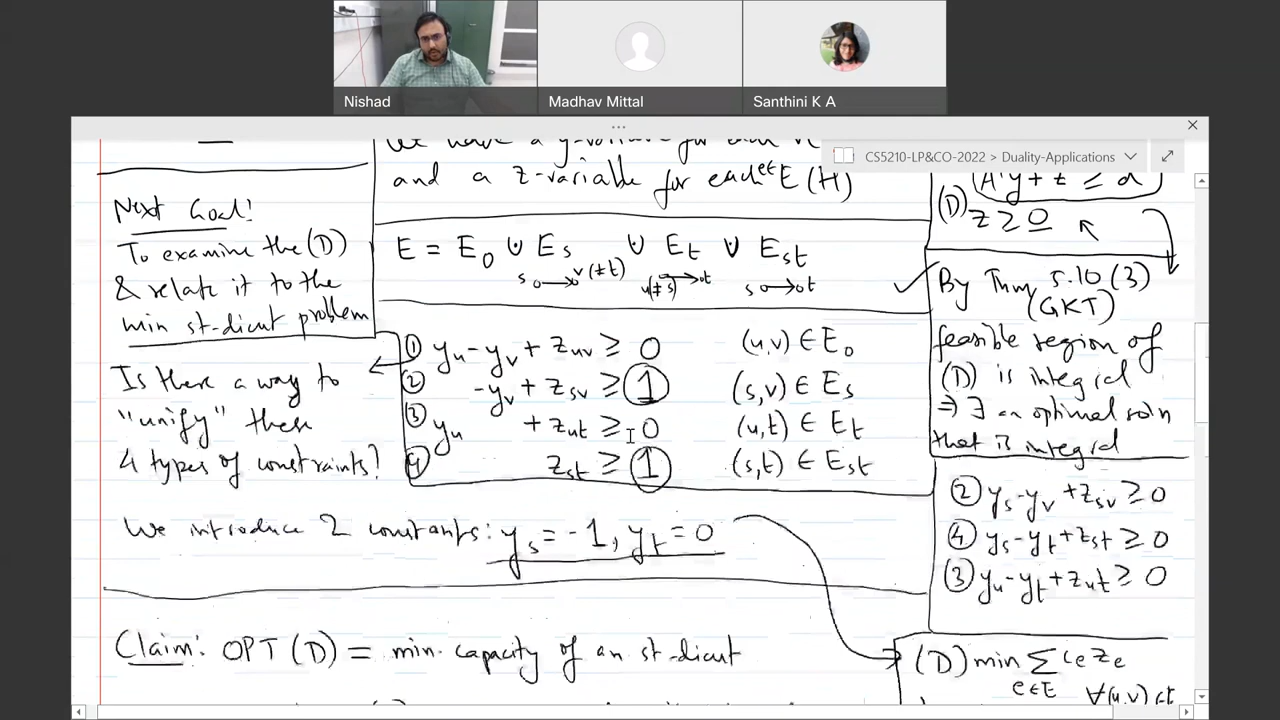 Nishad
Madhav Mittal
Santhini K A
CS5210-LP&CO-2022 > Duality-Applications
we have a y-variable for each
and a z-variable for each e∈E(H)
Next Goal:
To examine the (D)
& relate it to the
min st-dicut problem
Is there a way to
"unify" these
4 types of constraints?
E = E₀ ∪ Es ∪ Et ∪ Est
s v(≠t) u(≠s) t s t
① yu - yv + zuv ≥ 0 (u,v) ∈ E₀
② -yv + zsv ≥ 1 (s,v) ∈ Es
③ yu + zut ≥ 0 (u,t) ∈ Et
④ zst ≥ 1 (s,t) ∈ Est
We introduce 2 constants: ys = -1, yt = 0
Claim: OPT (D) = min. capacity of an st-dicut
(D) z ≥ 0
By Thm 5.10 (3)
(GKT)
feasible region of
(D) is integral
⇒ ∃ an optimal soln
that is integral
② ys - yv + zsv ≥ 0
④ ys - yt + zst ≥ 0
③ yu - yt + zut ≥ 0
(D) min Σ ce ze
e∈E